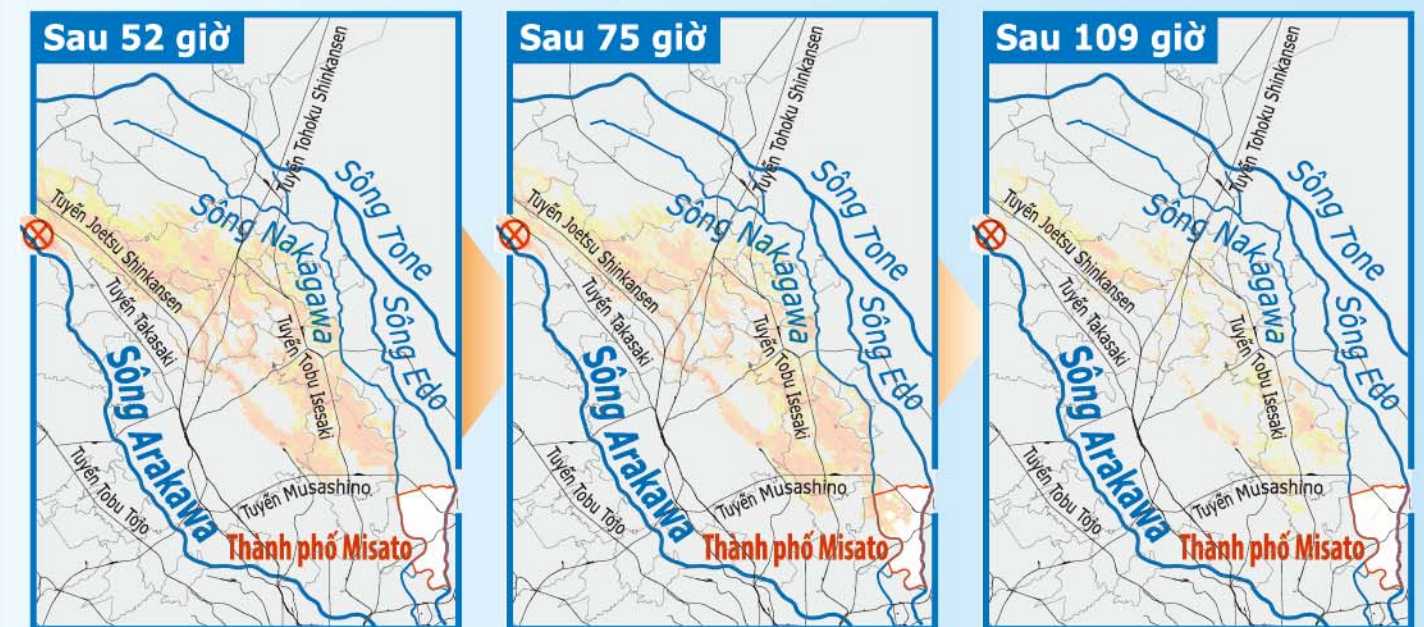 Sau 52 giờ
Tuyến Tohoku Shinkansen
Sông Tone
Sông Nakagawa
Tuyến Joetsu Shinkansen
Tuyến Takasaki
Sông Edo
Tuyến Tobu Isesaki
Sông Arakawa
Tuyến Musashino
Tuyến Tobu Tojo
Thành phố Misato
Sau 75 giờ
Tuyến Tohoku Shinkansen
Sông Tone
Sông Nakagawa
Tuyến Joetsu Shinkansen
Tuyến Takasaki
Sông Edo
Tuyến Tobu Isesaki
Sông Arakawa
Tuyến Musashino
Tuyến Tobu Tojo
Thành phố Misato
Sau 109 giờ
Tuyến Tohoku Shinkansen
Sông Tone
Sông Nakagawa
Tuyến Joetsu Shinkansen
Tuyến Takasaki
Sông Edo
Tuyến Tobu Isesaki
Sông Arakawa
Tuyến Musashino
Tuyến Tobu Tojo
Thành phố Misato